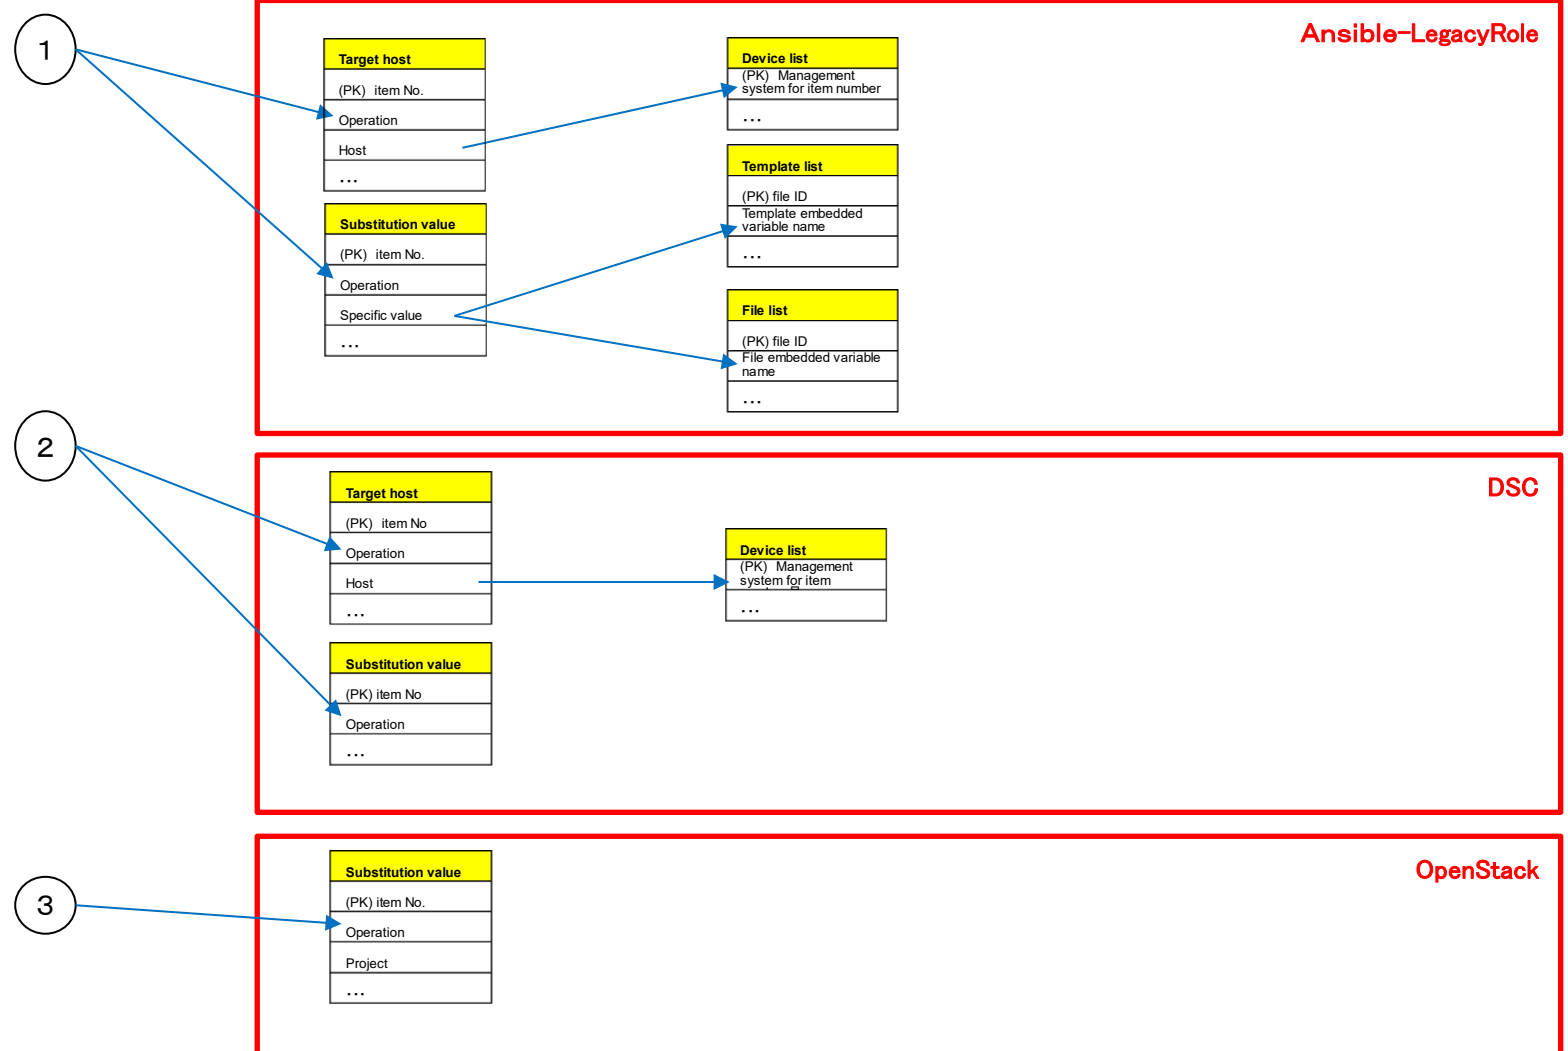 1
Ansible-LegacyRole
Target host
(PK) item No.
Operation
Host
...
Device list
(PK) Management
system for item number
...
Template list
(PK) file ID
Template embedded
variable name
...
Substitution value
(PK) item No.
Operation
Specific value
...
File list
(PK) file ID
File embedded variable
name
...
2
DSC
Target host
(PK) item No
Operation
Host
...
Device list
(PK) Management
system for item
...
Substitution value
(PK) item No
Operation
...
3
OpenStack
Substitution value
(PK) item No.
Operation
Project
...